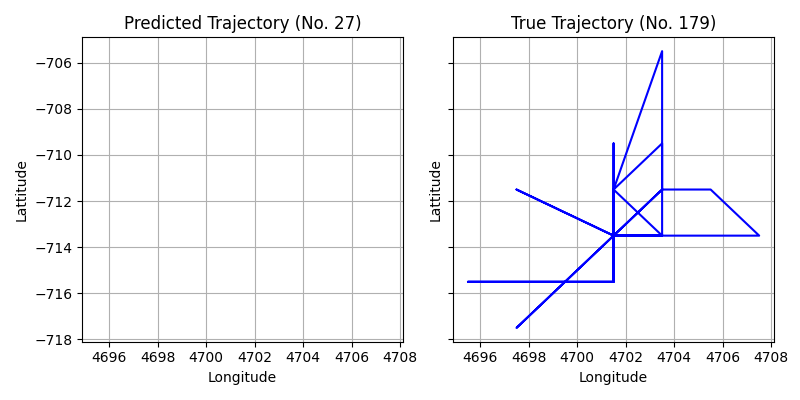 Predicted Trajectory (No. 27)
True Trajectory (No. 179)
−706
−708
−710
−712
−714
−716
−718
Lattitude
Lattitude
4696 4698 4700 4702 4704 4706 4708
4696 4698 4700 4702 4704 4706 4708
Longitude
Longitude